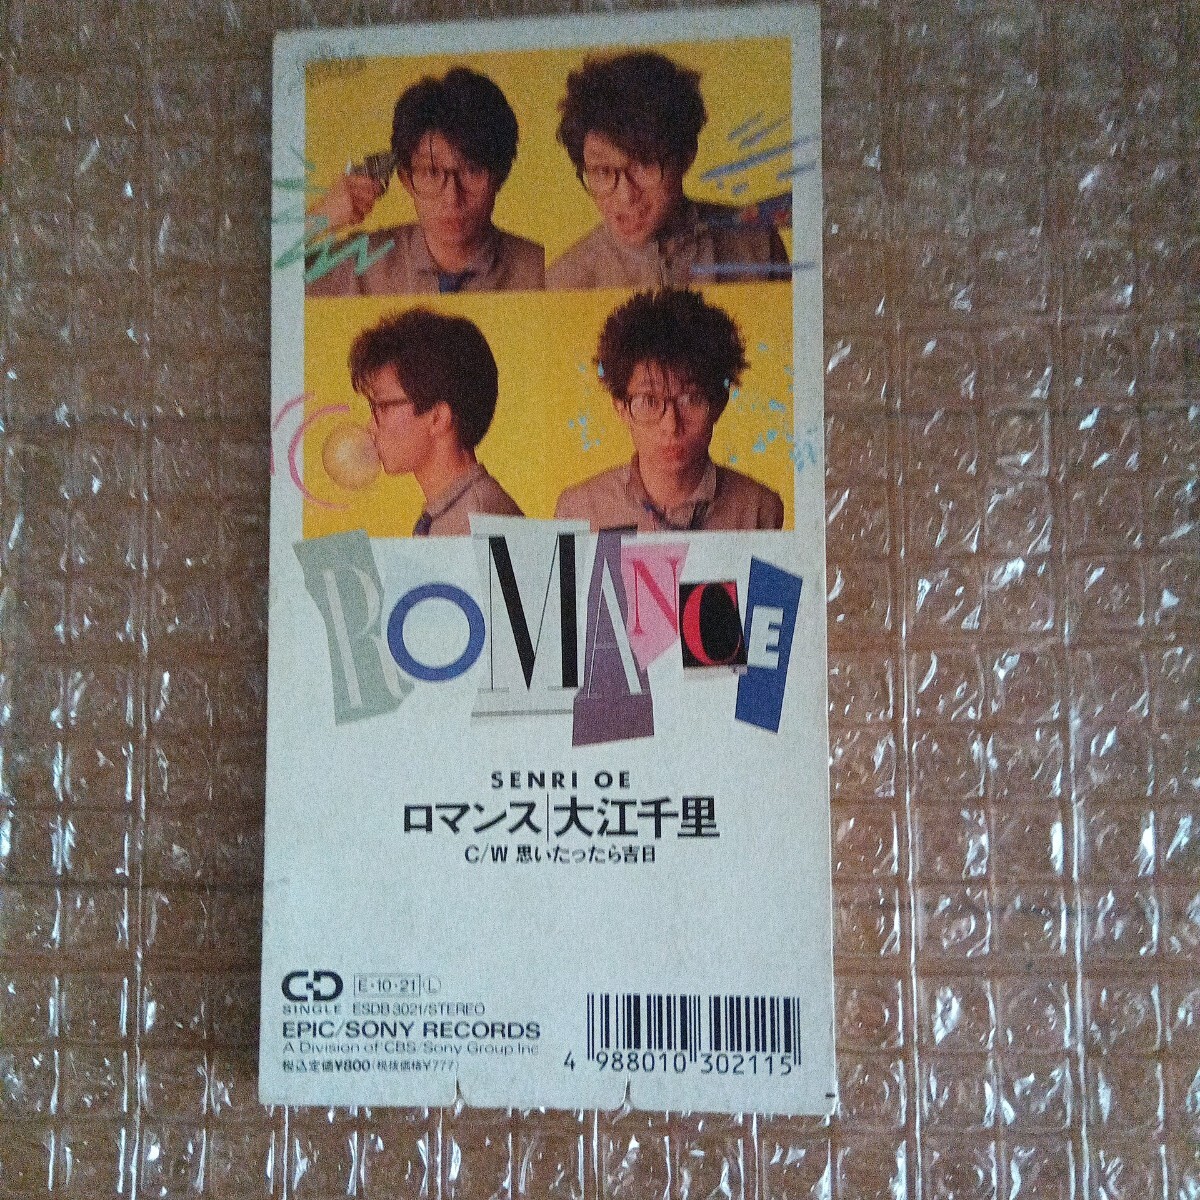 ROMANCE
SENRI OE
ロマンス|大江千里
C/W 思いたったら吉日
CD E・10・21 L
SINGLE ESDB 3021/STEREO
EPIC/SONY RECORDS
A Division of CBS/Sony Group Inc.
税込定価¥800(税抜価格¥777)
4 988010 302115